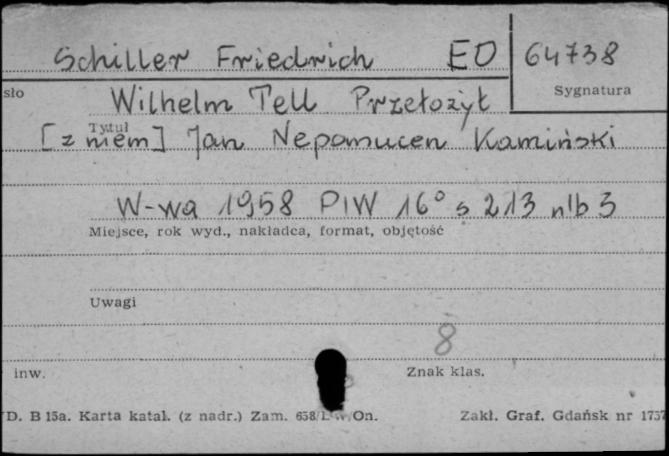 Schiller Friedrich EO 64738
sło
Sygnatura
Wilhelm Tell Przełożył
Tytuł
[z niem] Jan Nepomucen Kamiński
W-wa 1958 PIW 16° s 213 nlb 3
Miejsce, rok wyd., nakładca, format, objętość
Uwagi
8
inw.
Znak klas.
D. B 15a. Karta katal. (z nadr.) Zam. On. Zakł. Graf. Gdańsk nr 1757